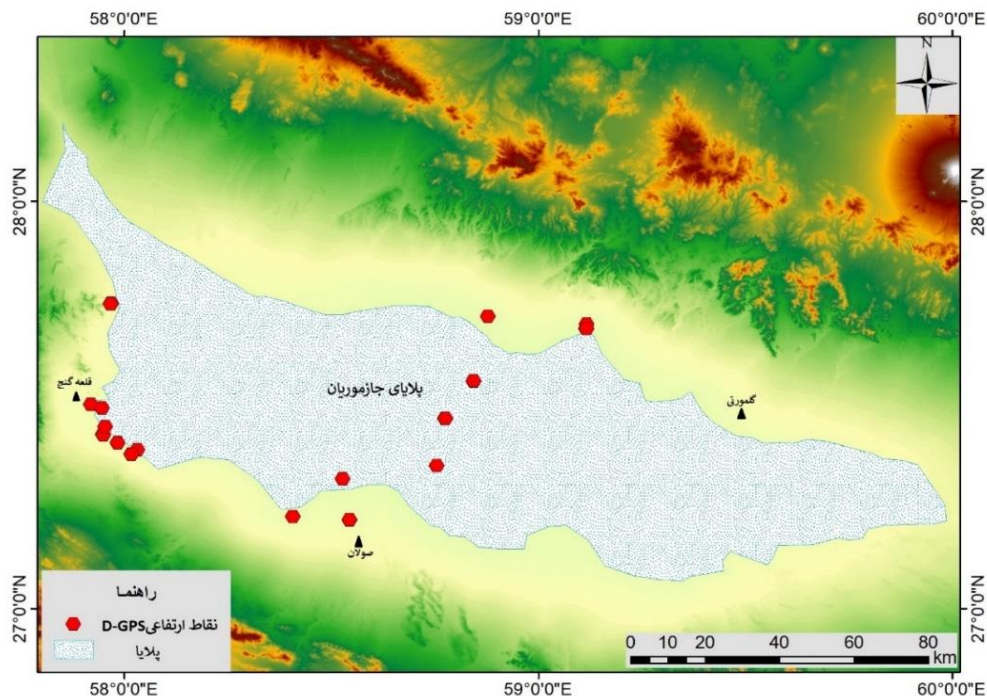 58°0'0"E
59°0'0"E
60°0'0"E
N
28°0'0"N
28°0'0"N
پلایای جازموریان
قلعه گنج
گلمورتی
صولان
27°0'0"N
27°0'0"N
راهنما
نقاط ارتفاعی D-GPS
پلایا
0 10 20 40 60 80
km
58°0'0"E
59°0'0"E
60°0'0"E